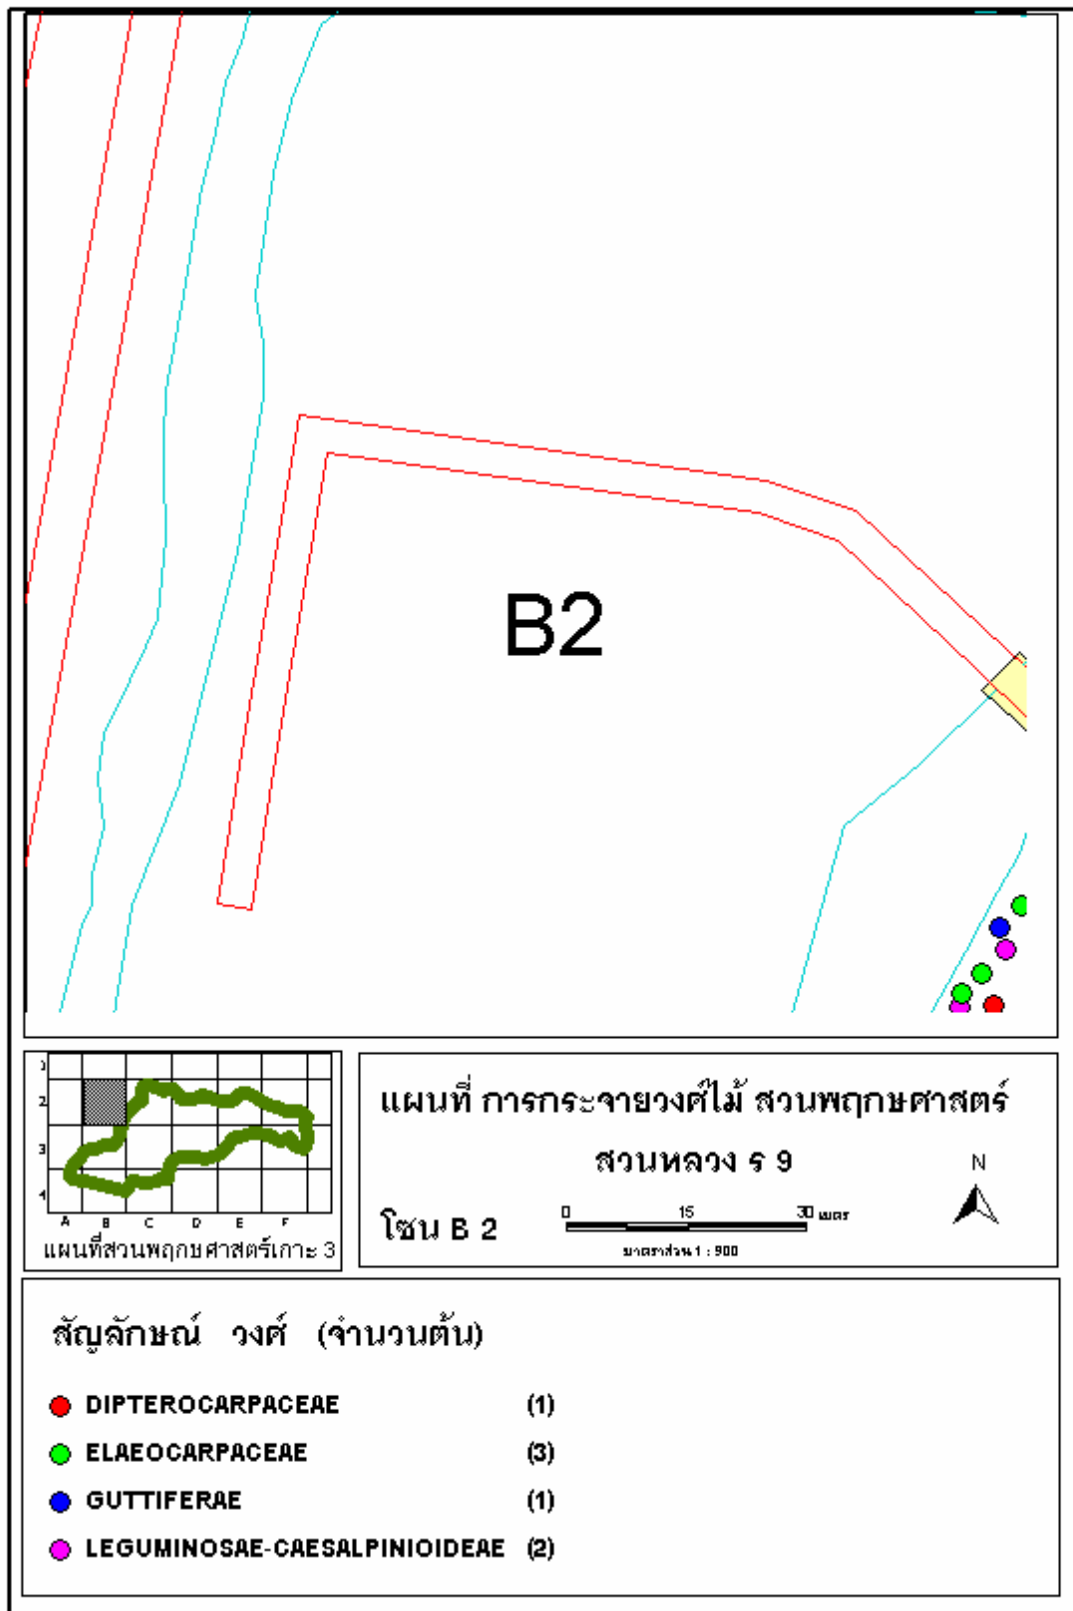 B2
1
2
3
4
A B C D E F
แผนที่สวนพฤกษศาสตร์เกาะ 3
แผนที่ การกระจายวงศ์ไม้ สวนพฤกษศาสตร์
สวนหลวง ร 9
N
โซน B 2
0 15 30 เมตร
มาตราส่วน 1 : 900
สัญลักษณ์ วงศ์ (จำนวนต้น)
DIPTEROCARPACEAE (1)
ELAEOCARPACEAE (3)
GUTTIFERAE (1)
LEGUMINOSAE-CAESALPINIOIDEAE (2)